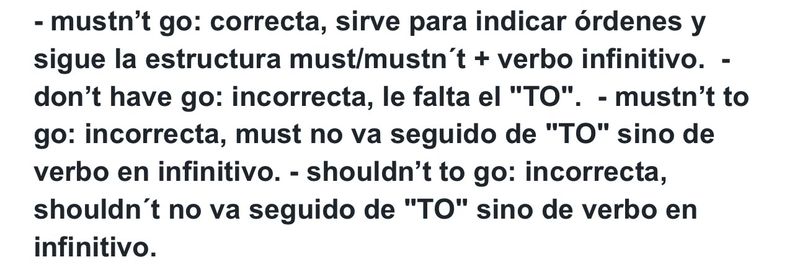 - mustn’t go: correcta, sirve para indicar órdenes y
sigue la estructura must/mustn´t + verbo infinitivo.  -
don’t have go: incorrecta, le falta el "TO".  - mustn’t to
go: incorrecta, must no va seguido de "TO" sino de
verbo en infinitivo. - shouldn’t to go: incorrecta,
shouldn´t no va seguido de "TO" sino de verbo en
infinitivo.